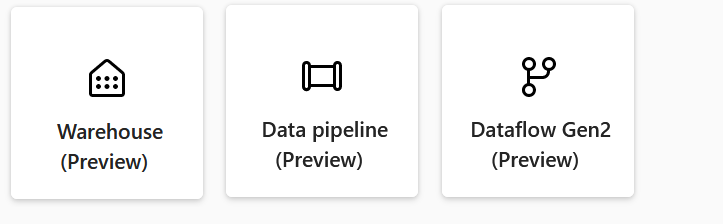 Warehouse
(Preview)
Data pipeline
(Preview)
Dataflow Gen2
(Preview)